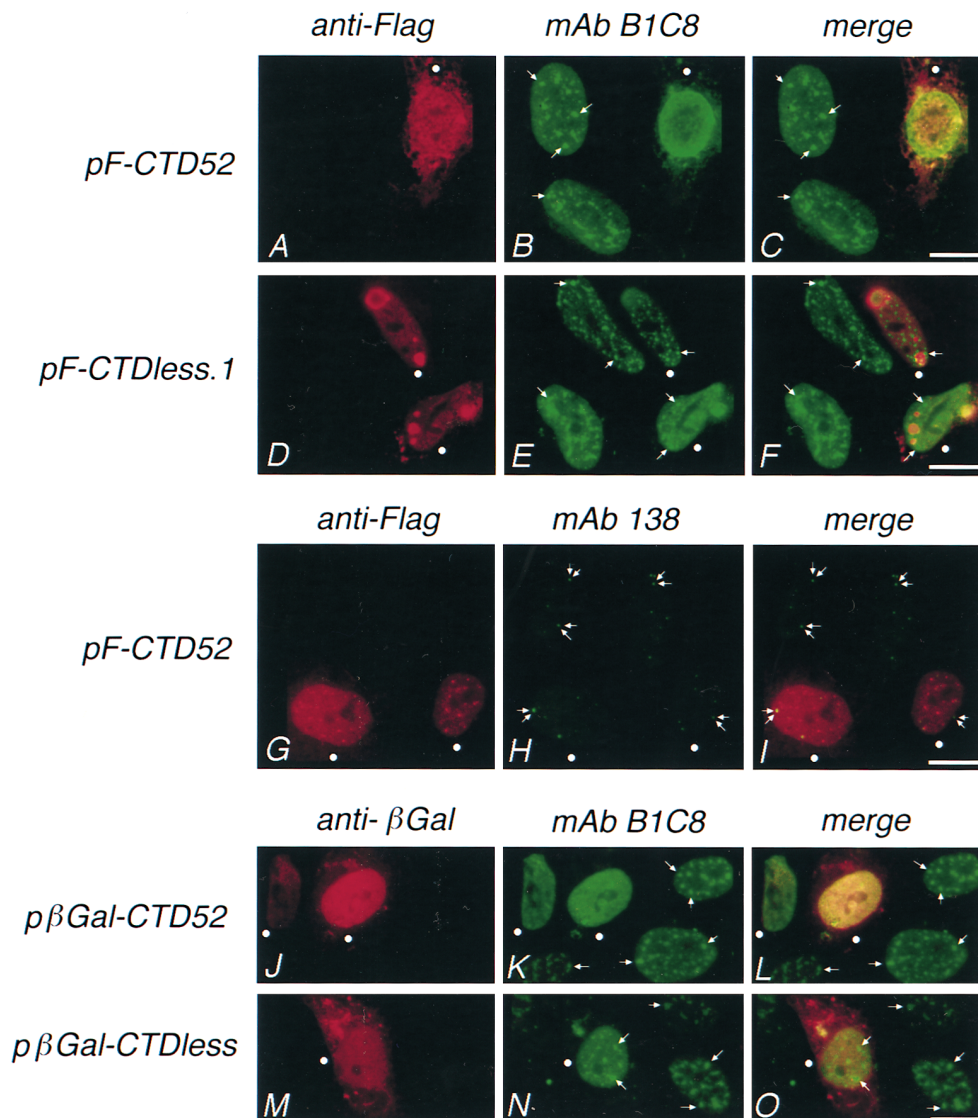 anti-Flag mAb B1C8 merge
pF-CTD52
A B C
pF-CTDless.1
D E F
anti-Flag mAb 138 merge
pF-CTD52
G H I
anti- βGal mAb B1C8 merge
pβGal-CTD52
J K L
pβGal-CTDless
M N O